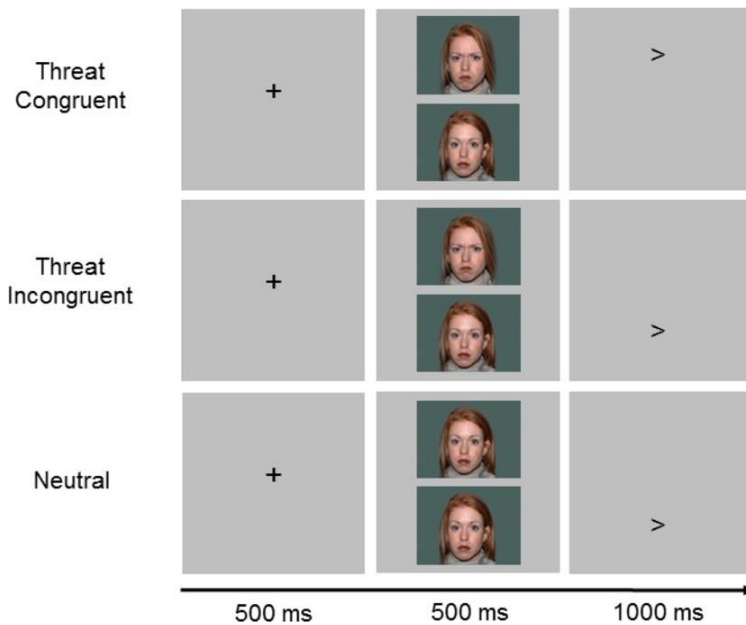 Threat
Congruent
+
>
Threat
Incongruent
+
>
Neutral
+
>
500 ms
500 ms
1000 ms